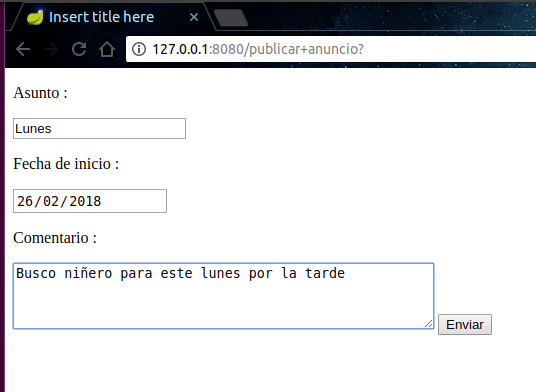 Insert title here
127.0.0.1:8080/publicar+anuncio?
Asunto :
Lunes
Fecha de inicio :
26/02/2018
Comentario :
Busco niñero para este lunes por la tarde
Enviar